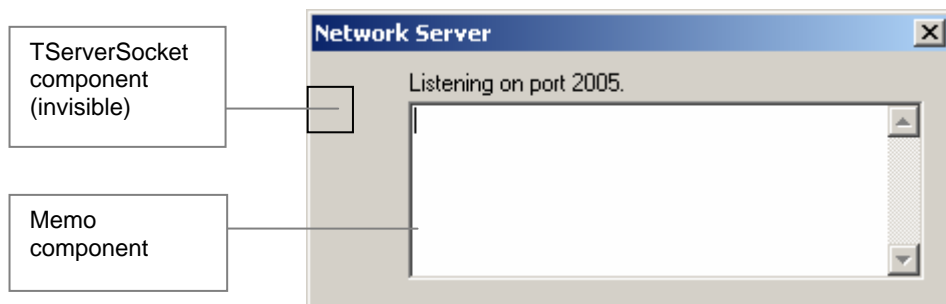 Network Server
TServerSocket
component
(invisible)
Listening on port 2005.
Memo
component